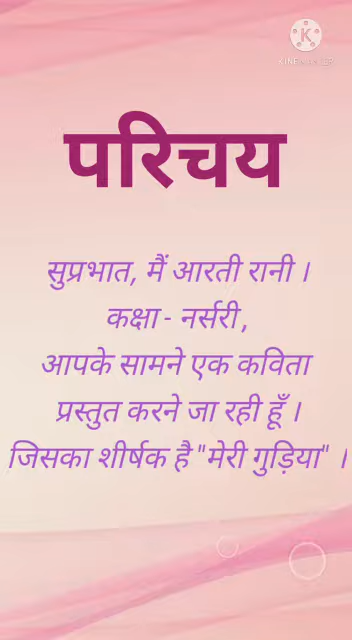 परिचय
सुप्रभात, मैं आरती रानी ।
कक्षा - नर्सरी,
आपके सामने एक कविता
प्रस्तुत करने जा रही हूँ ।
जिसका शीर्षक है "मेरी गुड़िया" ।